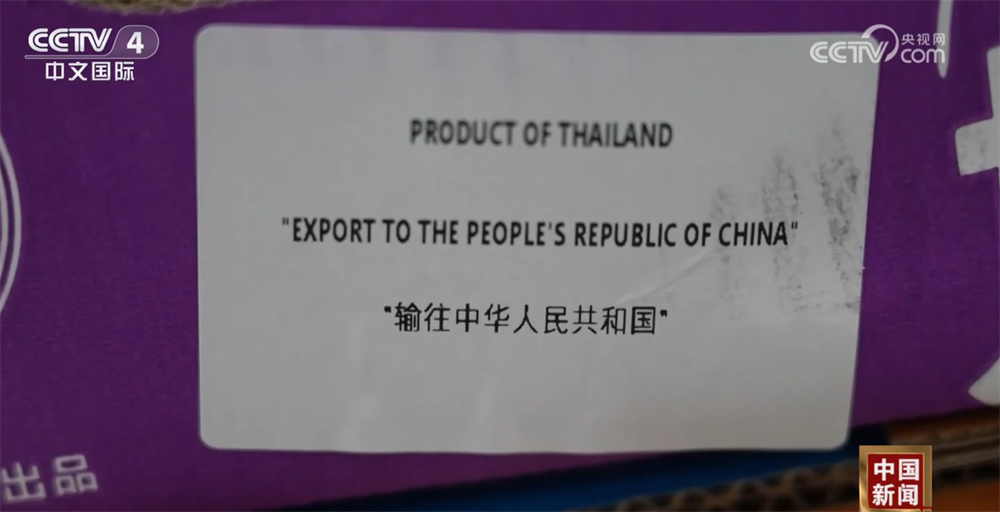 CCTV 4
中文国际
CCTV 央视网
com
PRODUCT OF THAILAND
"EXPORT TO THE PEOPLE'S REPUBLIC OF CHINA"
"输往中华人民共和国"
出品
中国
新闻